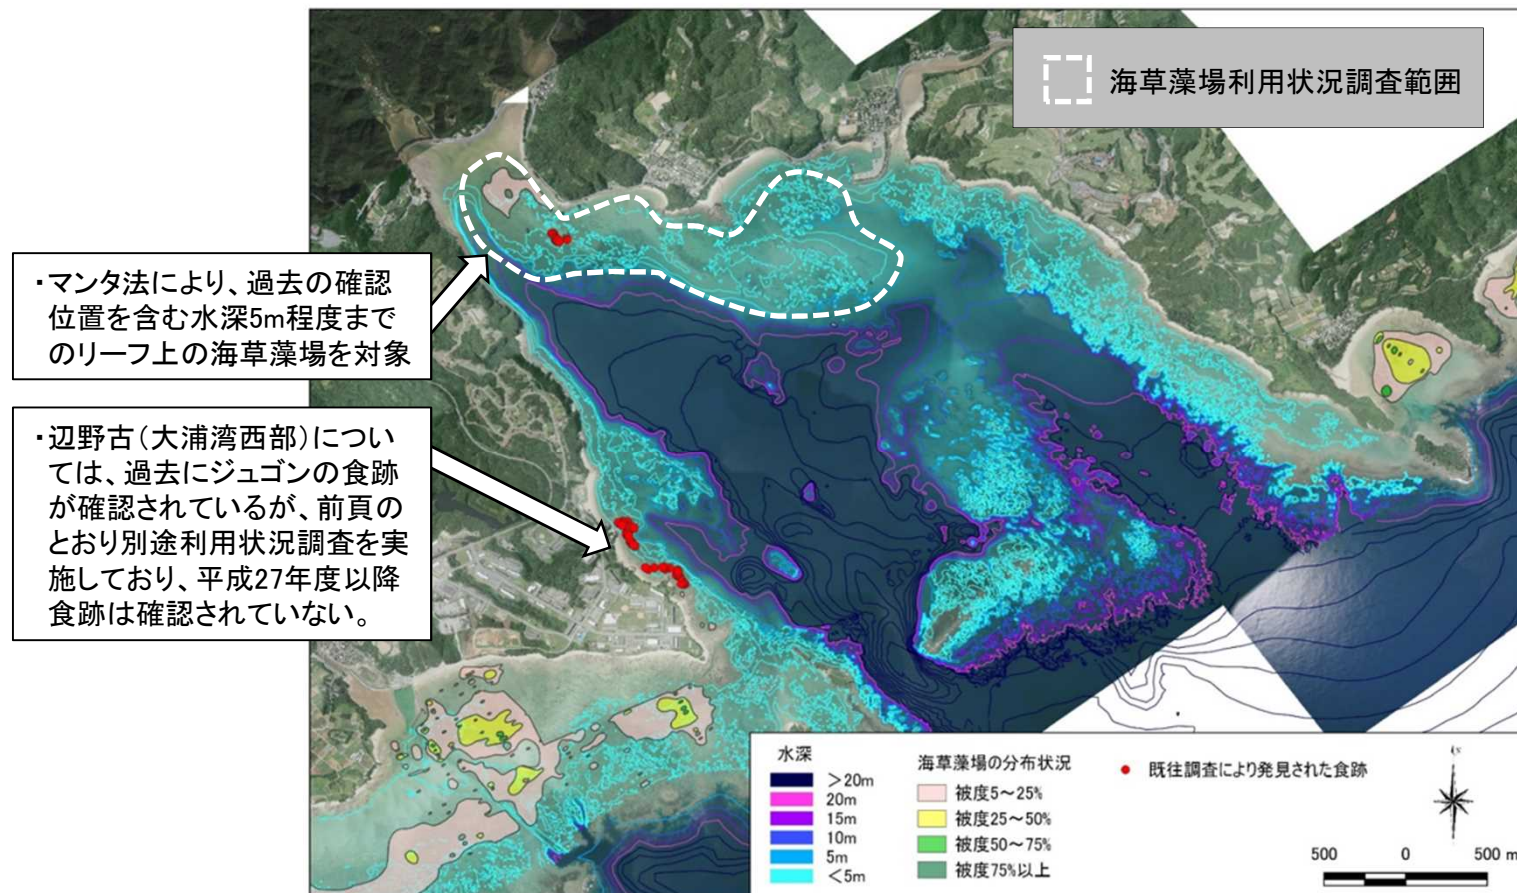 海草藻場利用状況調査範囲
・マンタ法により、過去の確認
位置を含む水深5m程度まで
のリーフ上の海草藻場を対象
・辺野古(大浦湾西部)につい
ては、過去にジュゴンの食跡
が確認されているが、前頁の
とおり別途利用状況調査を実
施しており、平成27年度以降
食跡は確認されていない。
水深
＞20m
20m
15m
10m
5m
＜5m
海草藻場の分布状況
被度5～25%
被度25～50%
被度50～75%
被度75%以上
既往調査により発見された食跡
500 0 500 m